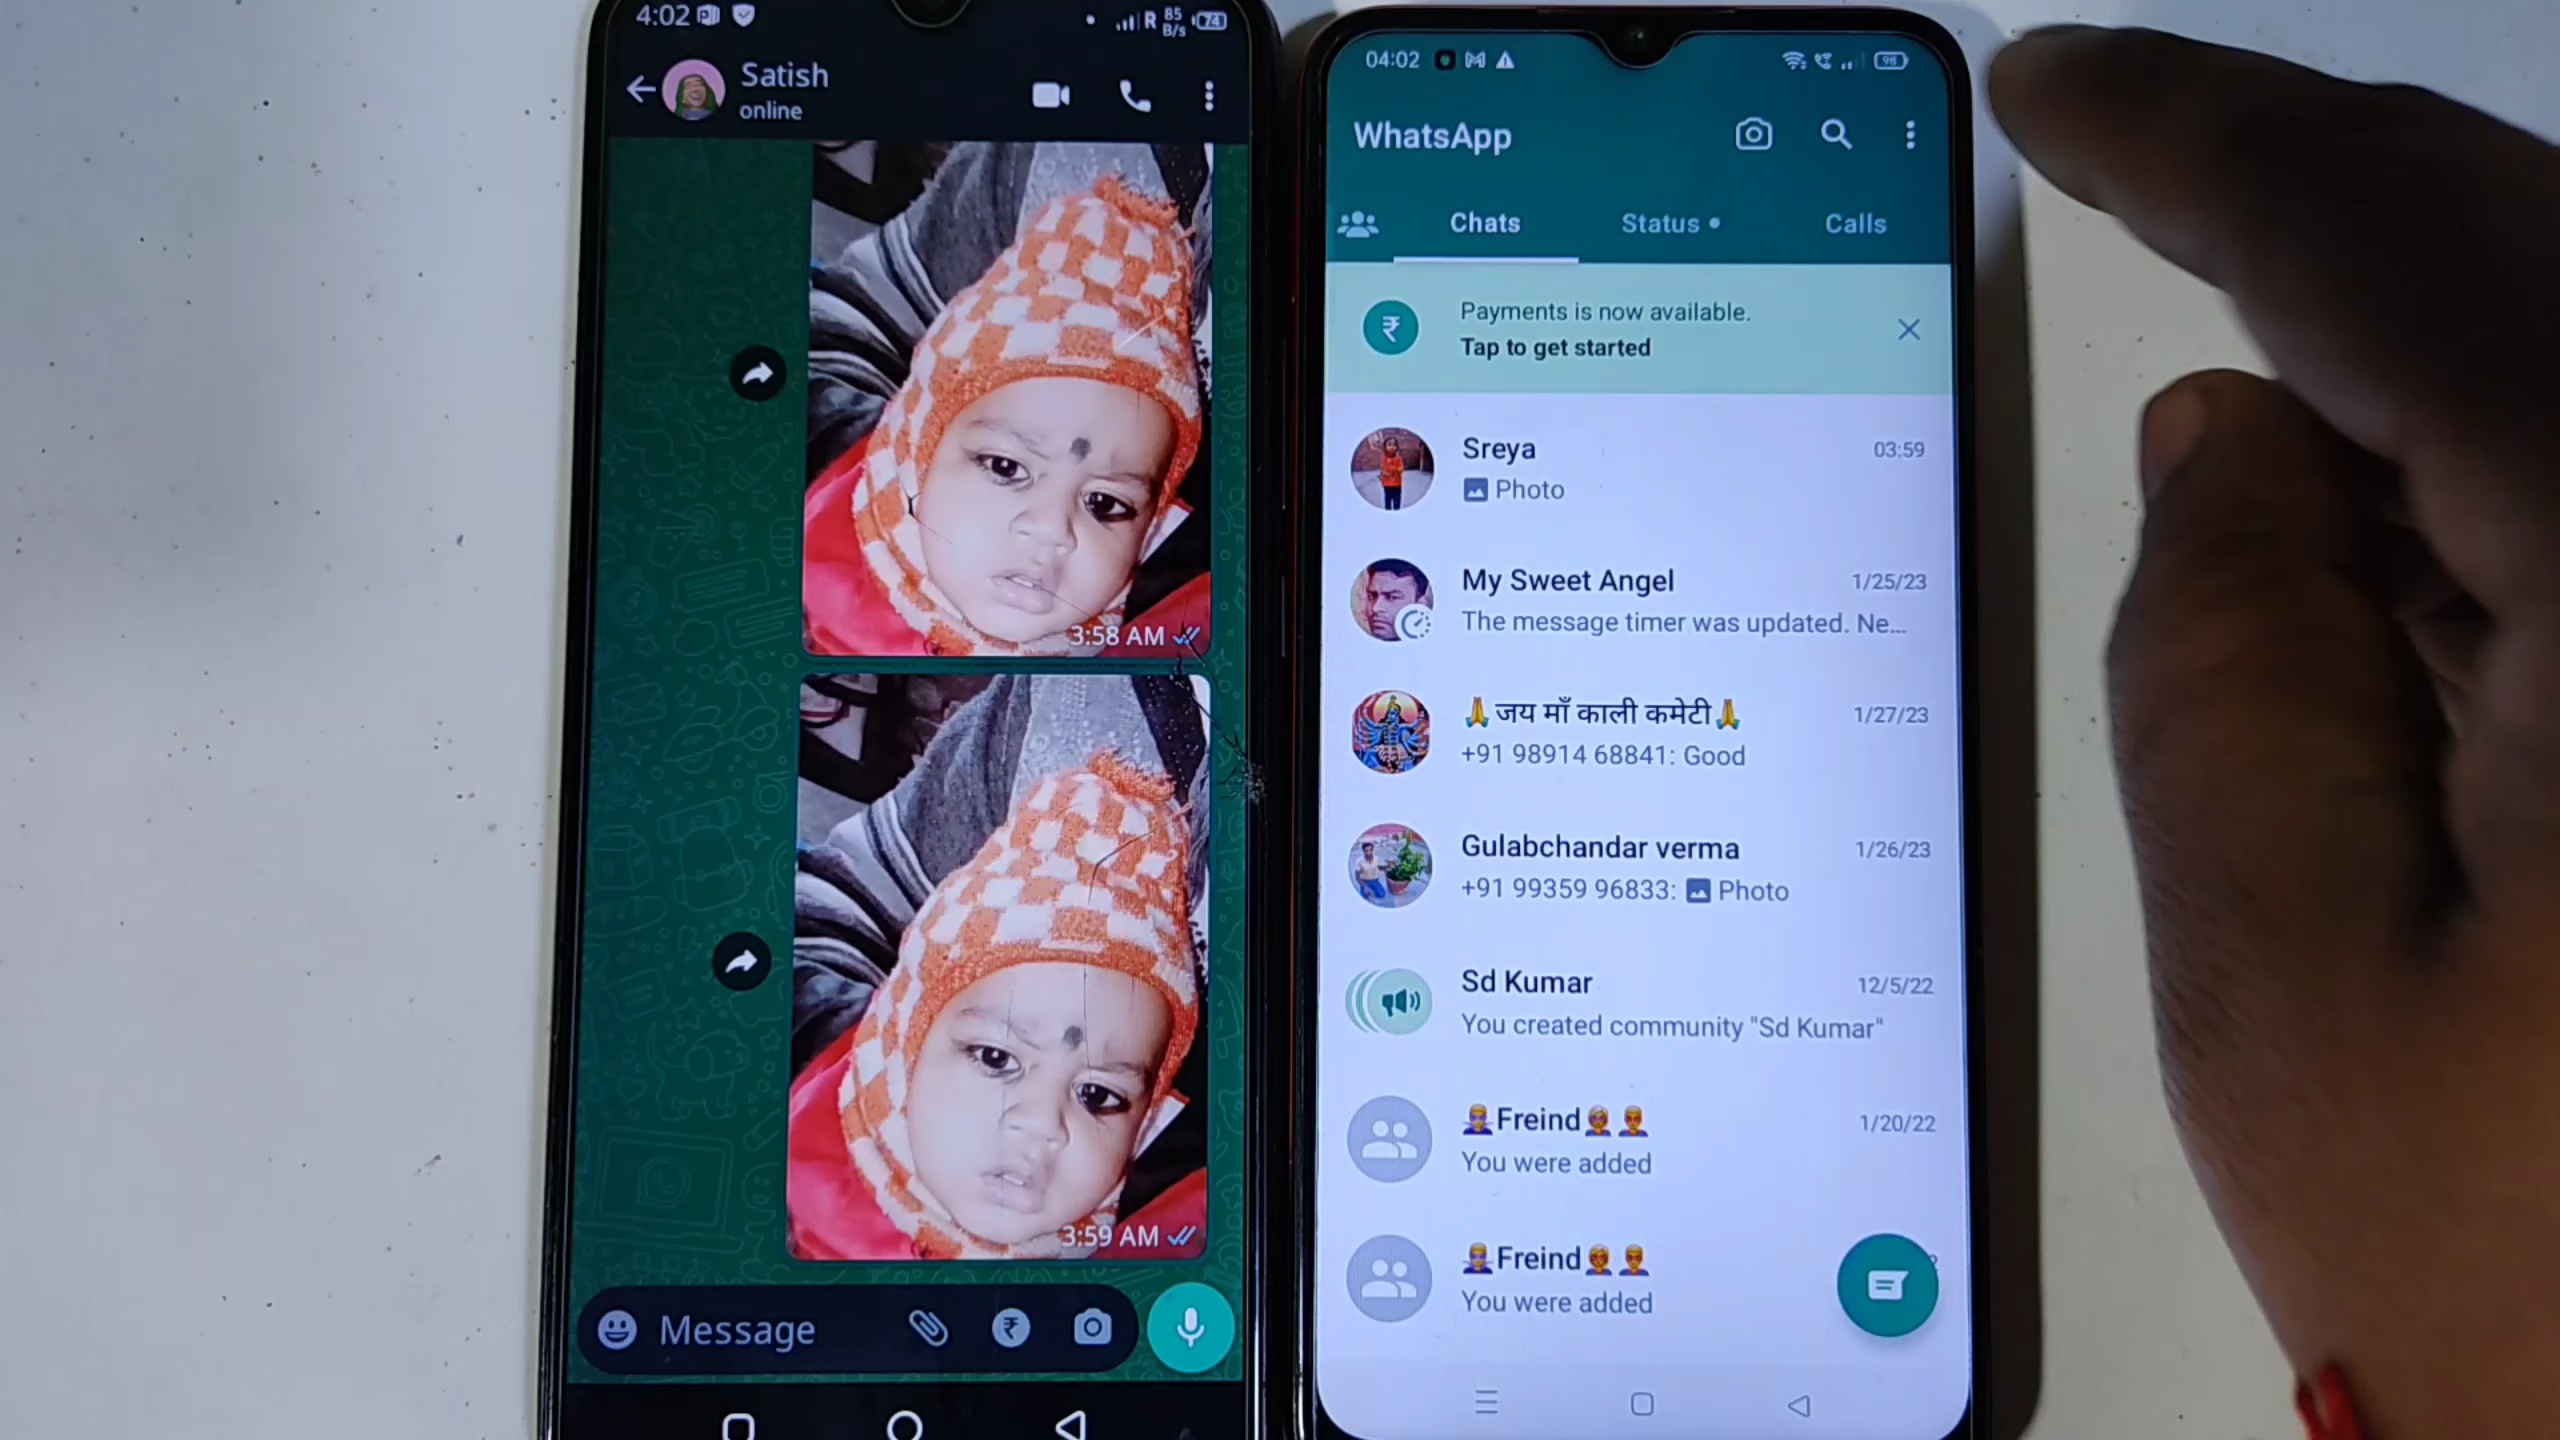 4:02
R 85 B/s 74
Satish
online
3:58 AM
3:59 AM
Message
04:02
98
WhatsApp
Chats
Status
Calls
Payments is now available.
Tap to get started
Sreya
03:59
Photo
My Sweet Angel
1/25/23
The message timer was updated. Ne...
🙏जय माँ काली कमेटी🙏
1/27/23
+91 98914 68841: Good
Gulabchandar verma
1/26/23
+91 99359 96833: Photo
Sd Kumar
12/5/22
You created community "Sd Kumar"
Freind
1/20/22
You were added
Freind
You were added